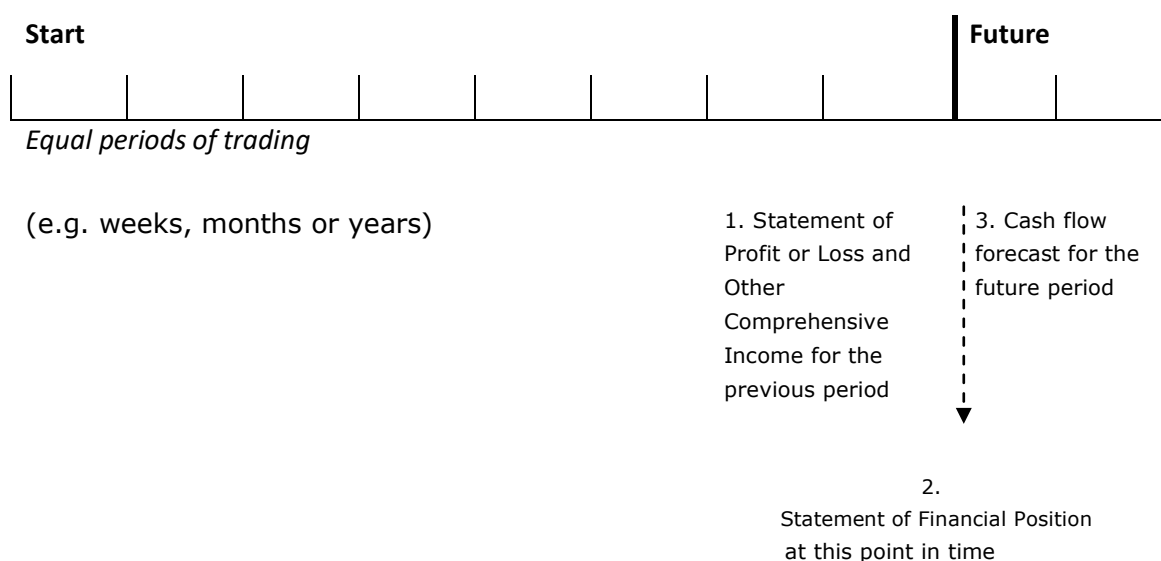 Start
Future
Equal periods of trading
(e.g. weeks, months or years)
1. Statement of
Profit or Loss and
Other
Comprehensive
Income for the
previous period
3. Cash flow
forecast for the
future period
2.
Statement of Financial Position
at this point in time